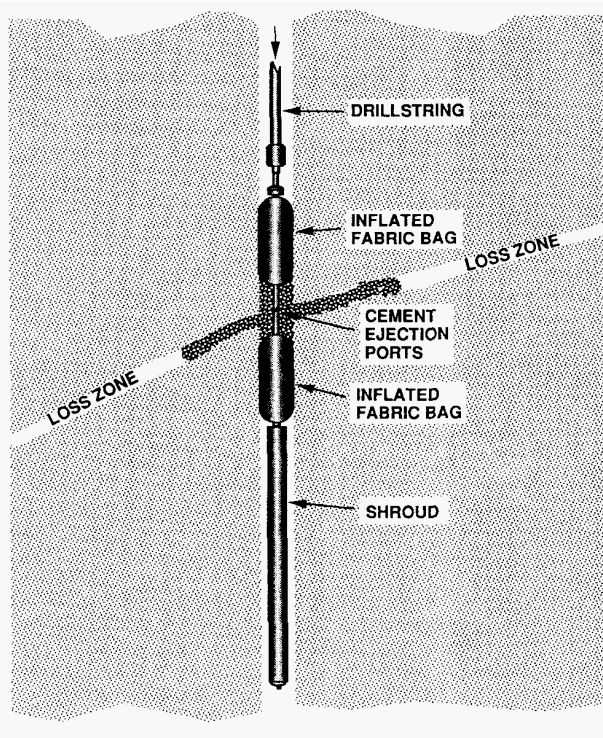 DRILLSTRING
INFLATED
FABRIC BAG
LOSS ZONE
CEMENT
EJECTION
PORTS
LOSS ZONE
INFLATED
FABRIC BAG
SHROUD